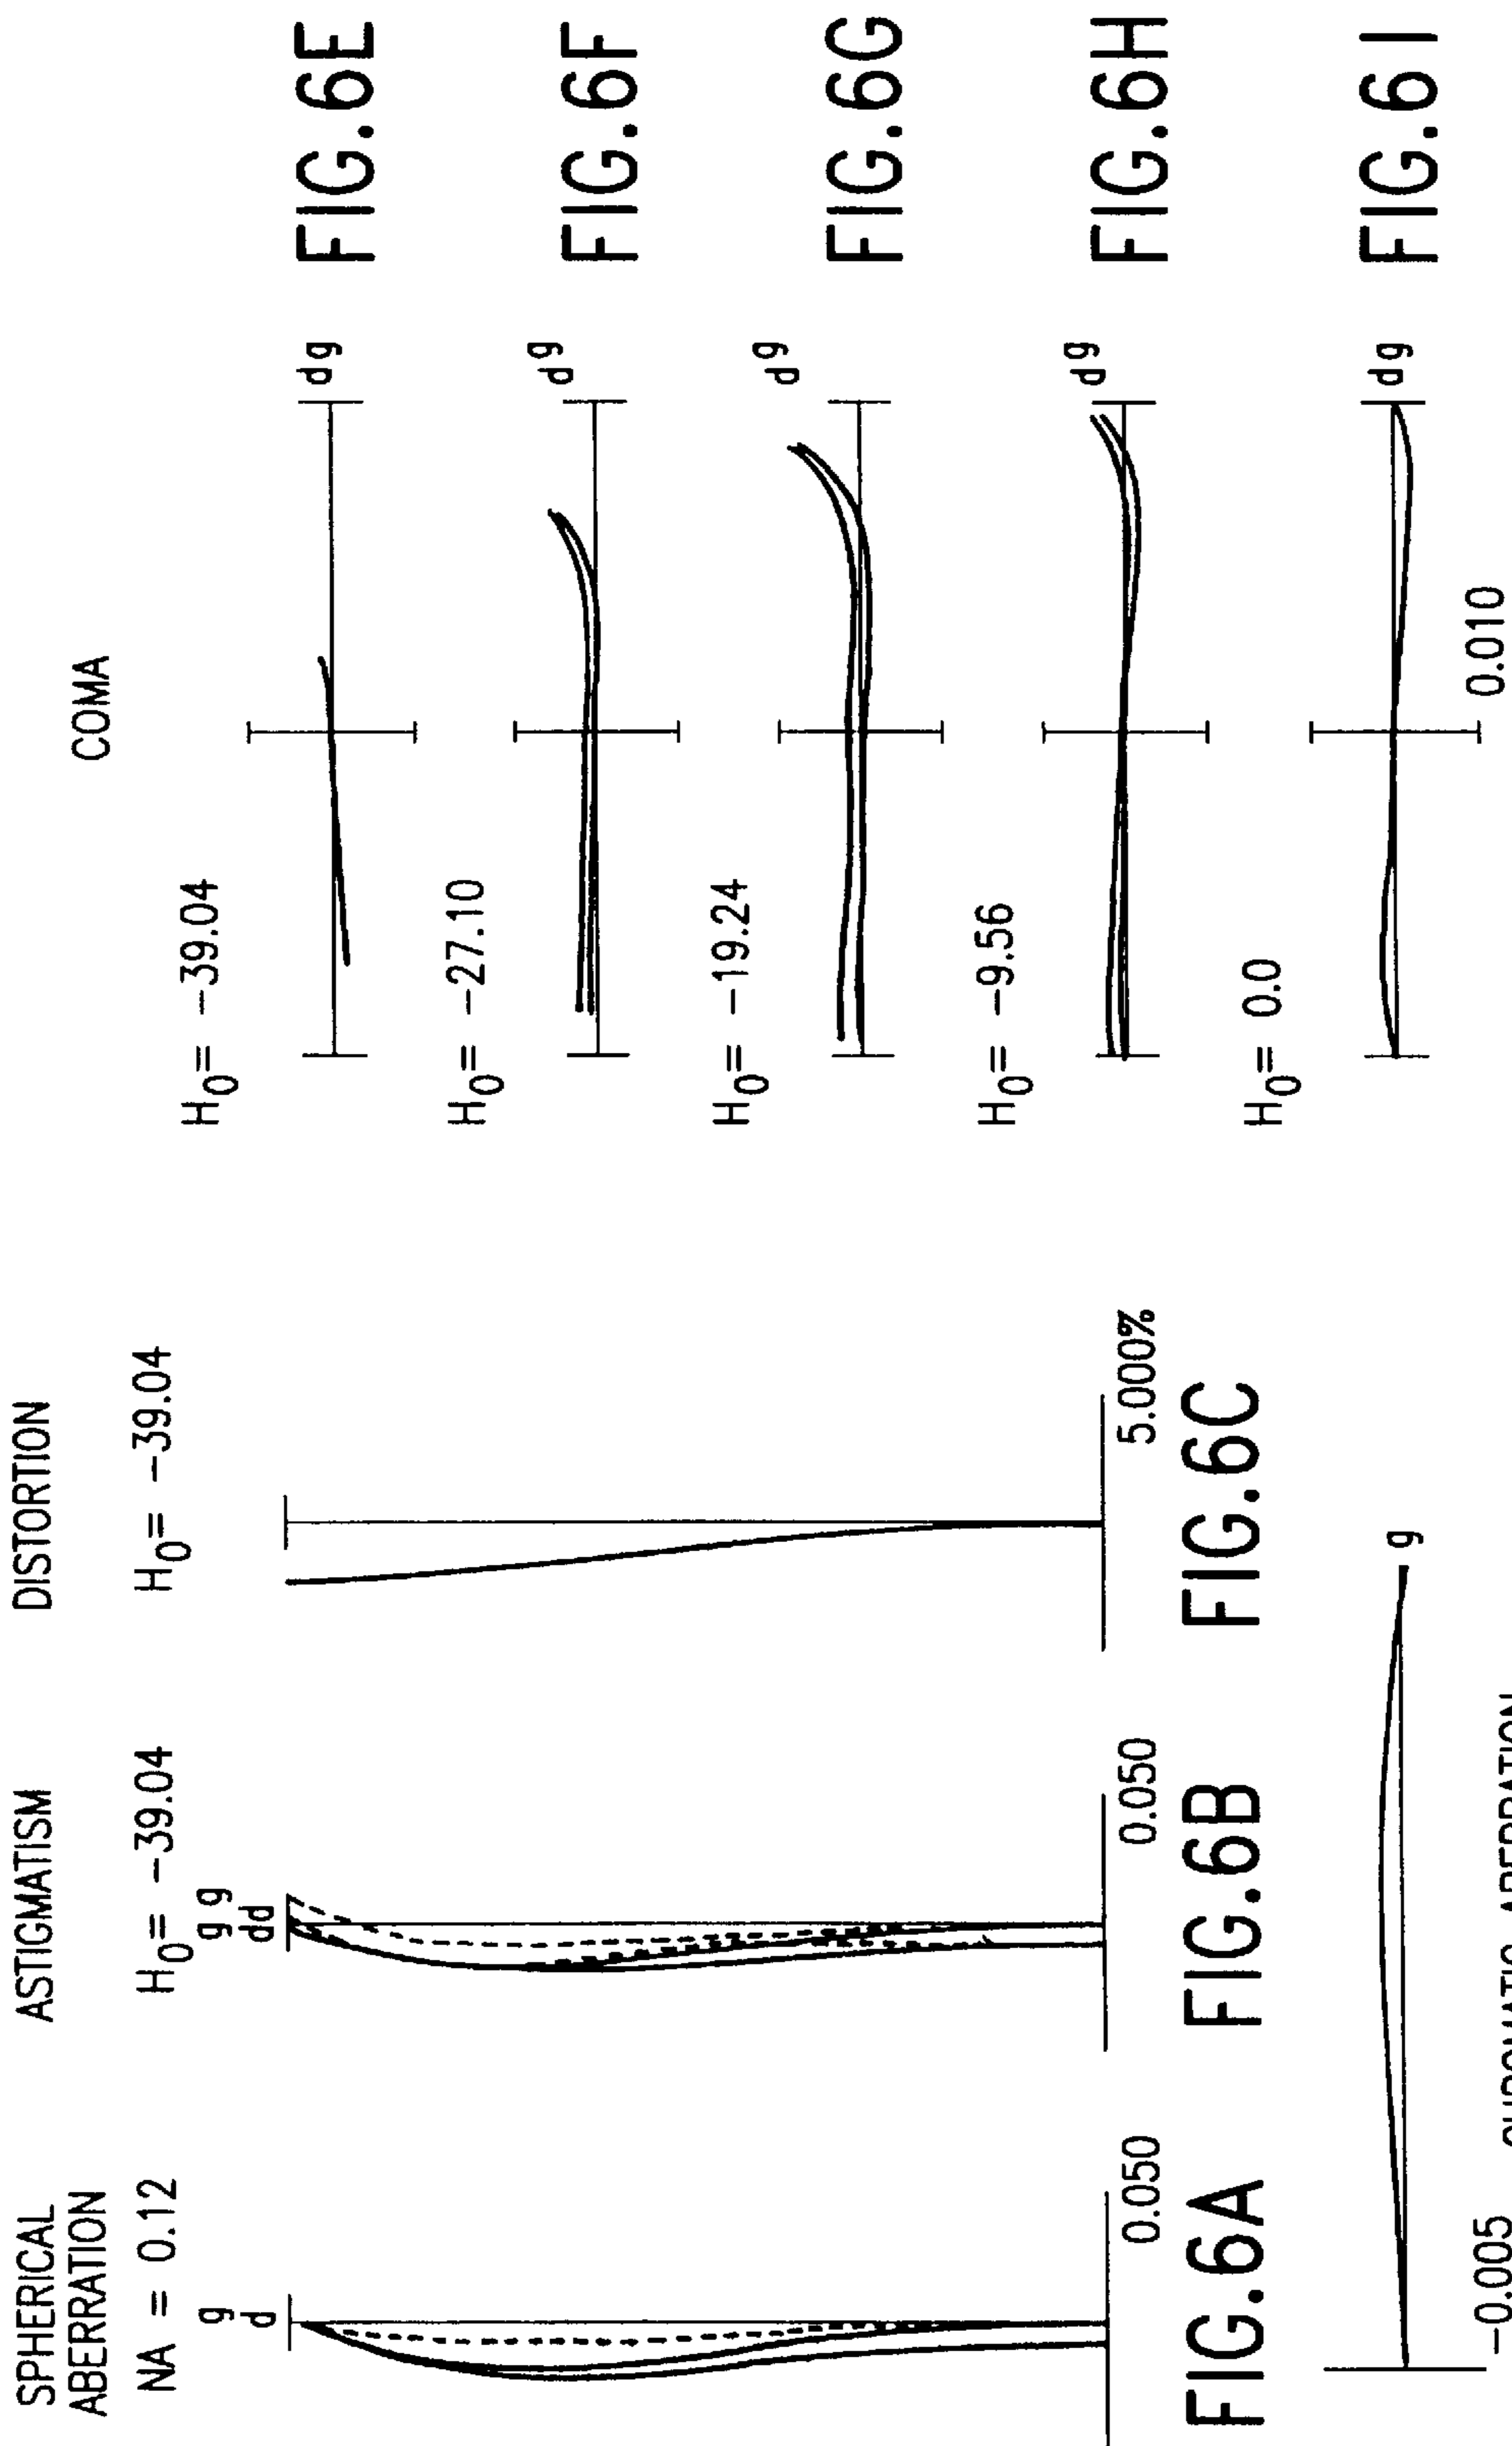 SPHERICAL
ABERRATION
NA = 0.12
g
d
0.050
FIG.6A
ASTIGMATISM
H0= -39.04
g g
dd
0.050
FIG.6B
DISTORTION
H0= -39.04
5.000%
FIG.6C
g
-0.005
CHROMATIC ABERRATION
COMA
H0= -39.04
dg
FIG.6E
H0= -27.10
dg
FIG.6F
H0= -19.24
dg
FIG.6G
H0= -9.56
dg
FIG.6H
H0= 0.0
dg
FIG.6I
0.010